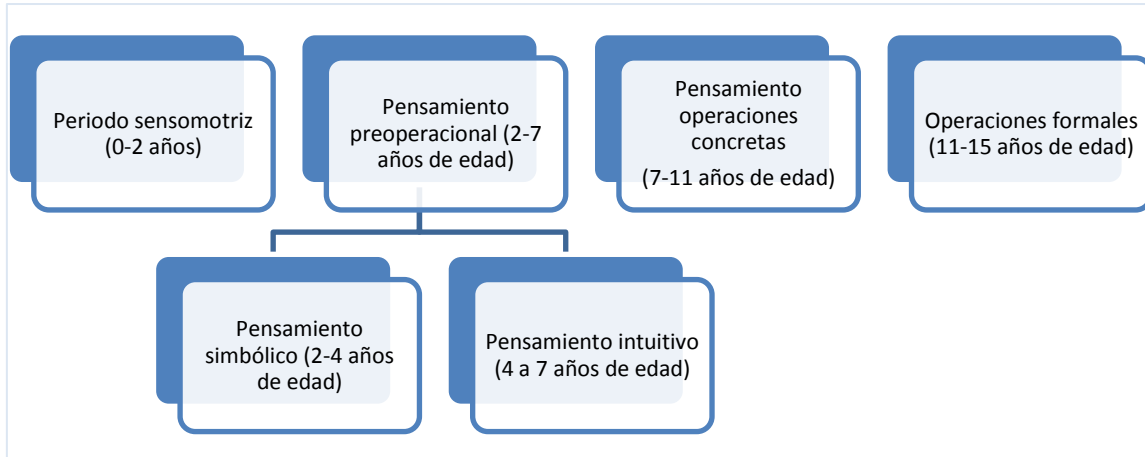 Periodo sensomotriz
(0-2 años)
Pensamiento
preoperacional (2-7
años de edad)
Pensamiento
operaciones
concretas
(7-11 años de edad)
Operaciones formales
(11-15 años de edad)
Pensamiento
simbólico (2-4 años
de edad)
Pensamiento intuitivo
(4 a 7 años de edad)